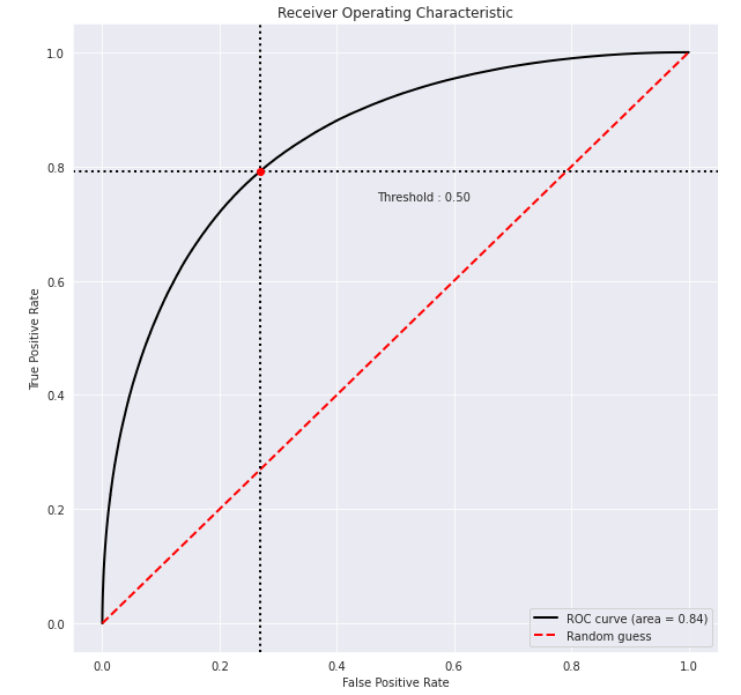 Receiver Operating Characteristic
1.0
0.8
0.6
0.4
0.2
0.0
True Positive Rate
Threshold : 0.50
ROC curve (area = 0.84)
Random guess
0.0 0.2 0.4 0.6 0.8 1.0
False Positive Rate